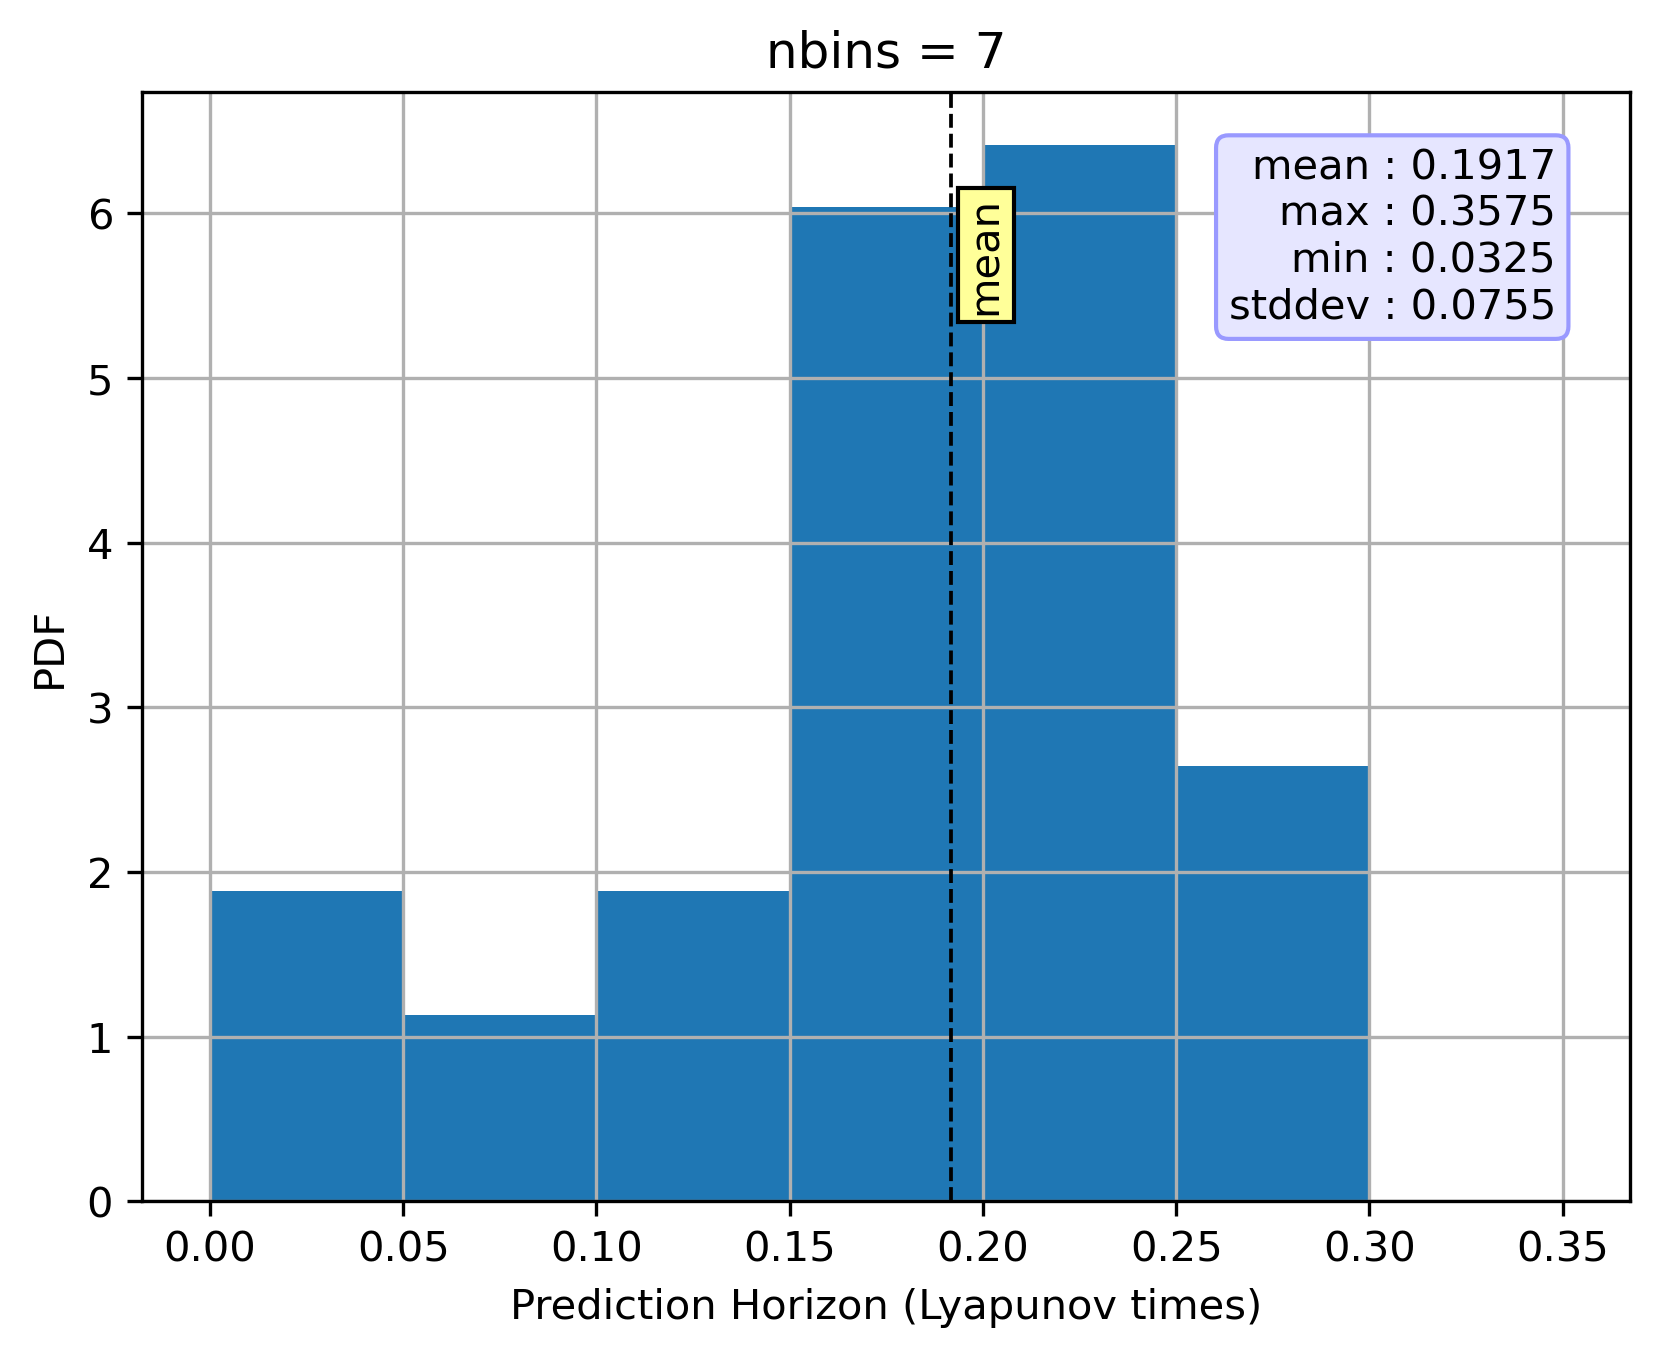 nbins = 7
mean : 0.1917
max : 0.3575
min : 0.0325
stddev : 0.0755
mean
PDF
6
5
4
3
2
1
0
0.00 0.05 0.10 0.15 0.20 0.25 0.30 0.35
Prediction Horizon (Lyapunov times)